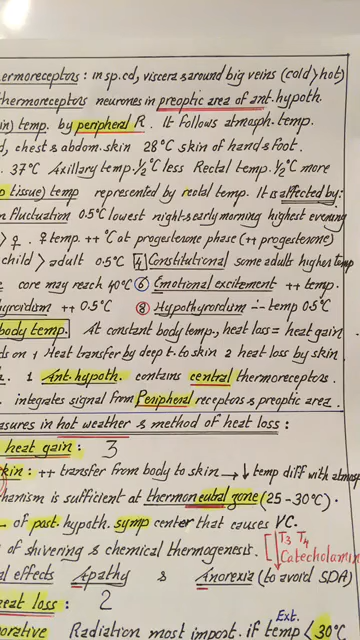 ermoreceptors: in sp.cd, viscera & around big veins (cold > hot)
thermoreceptors neurones in preoptic area of ant. hypoth.
in) temp. by peripheral R. It follows atmosph. temp.
d, chest & abdom. skin 28°C skin of hand & foot.
37°C Axillary temp. ½°C less Rectal temp. ½°C more
p tissue) temp represented by rectal temp. It is affected by:
n fluctuation 0.5°C lowest night & early morning highest evening
> ♀. ♀ temp. ++ °C at progesterone phase (++ progesterone)
child > adult 0.5°C 4 Constitutional some adults higher temp
core may reach 40°C ⑥ Emotional excitement ++ temp.
hyroidism ++ 0.5°C ⑧ Hypothyroidism -- temp 0.5°C
body temp. At constant body temp., heat loss = heat gain
ds on 1 Heat transfer by deep t. to skin 2 heat loss by skin
1 Ant. hypoth. contains central thermoreceptors.
integrates signal from Peripheral receptors & preoptic area.
asures in hot weather & method of heat loss:
heat gain: 3
kin: ++ transfer from body to skin → ↓ temp diff with atmosp
hanism is sufficient at thermoneutral zone (25-30°C).
of post. hypoth. symp center that causes VC.
of shivering & chemical thermogenesis. T3 T4
Catecholamin
al effects Apathy & Anorexia (to avoid SDA)
heat loss: 2
Ext.
orative Radiation most impost. if temp < 30°C